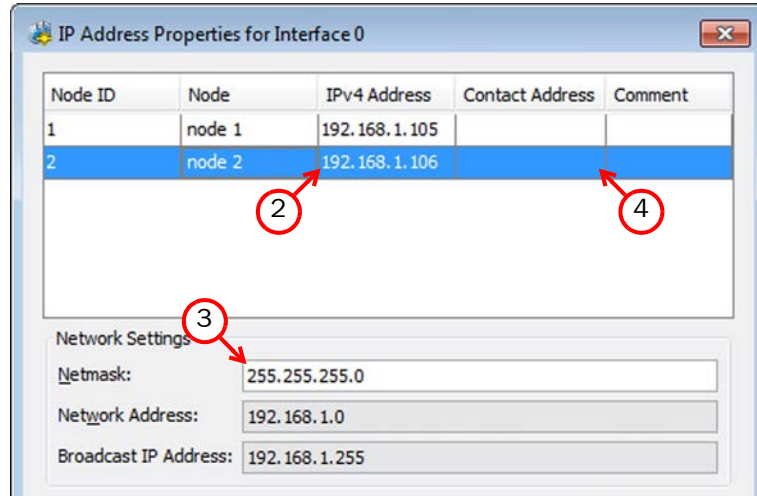 IP Address Properties for Interface 0
Node ID Node IPv4 Address Contact Address Comment
1 node 1 192.168.1.105
2 node 2 192.168.1.106
2 4
3
Network Settings
Netmask: 255.255.255.0
Network Address: 192.168.1.0
Broadcast IP Address: 192.168.1.255